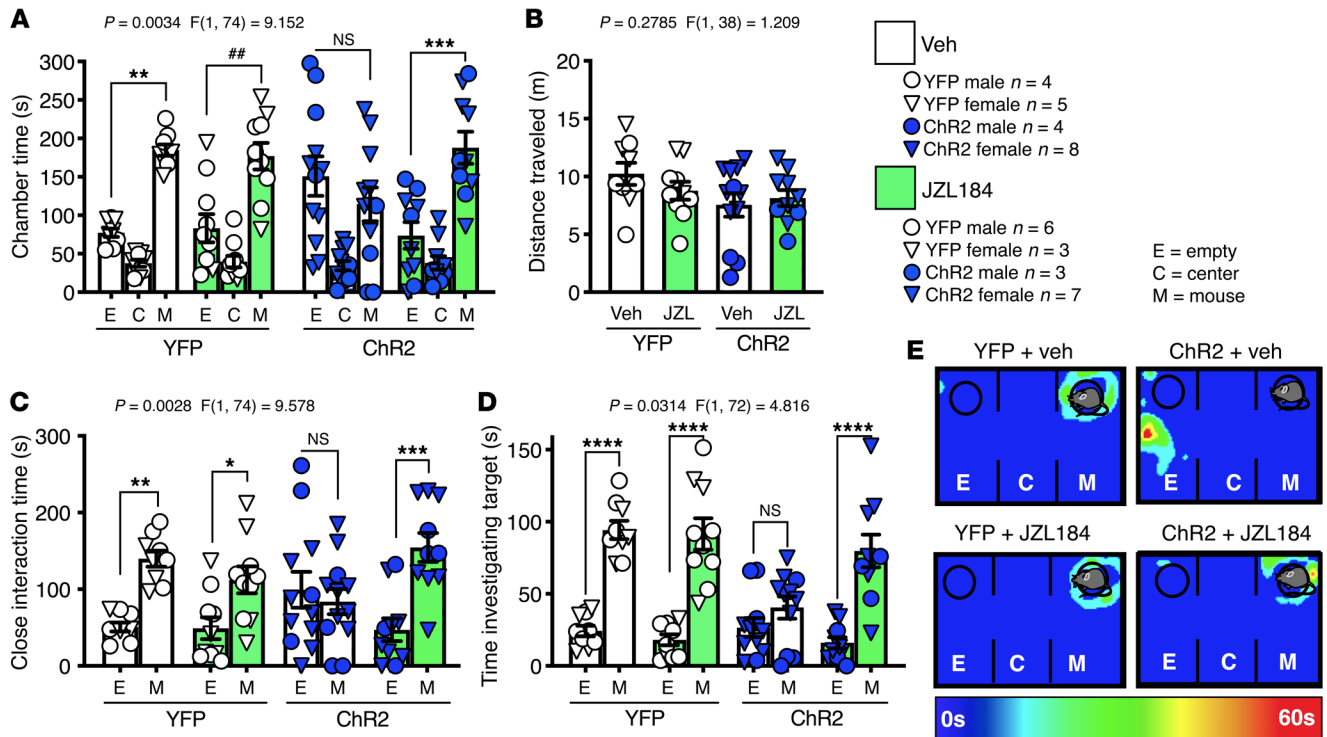 A
P = 0.0034 F(1, 74) = 9.152
Chamber time (s)
300
250
200
150
100
50
0
**
##
NS
***
E C M E C M E C M E C M
YFP ChR2
B
P = 0.2785 F(1, 38) = 1.209
Distance traveled (m)
20
15
10
5
0
Veh JZL Veh JZL
YFP ChR2
Veh
YFP male n = 4
YFP female n = 5
ChR2 male n = 4
ChR2 female n = 8
JZL184
YFP male n = 6
YFP female n = 3
ChR2 male n = 3
ChR2 female n = 7
E = empty
C = center
M = mouse
C
P = 0.0028 F(1, 74) = 9.578
Close interaction time (s)
300
200
100
0
**
*
NS
***
E M E M E M E M
YFP ChR2
D
P = 0.0314 F(1, 72) = 4.816
Time investigating target (s)
150
100
50
0
****
****
NS
****
E M E M E M E M
YFP ChR2
E
YFP + veh
E C M
ChR2 + veh
E C M
YFP + JZL184
E C M
ChR2 + JZL184
E C M
0s 60s